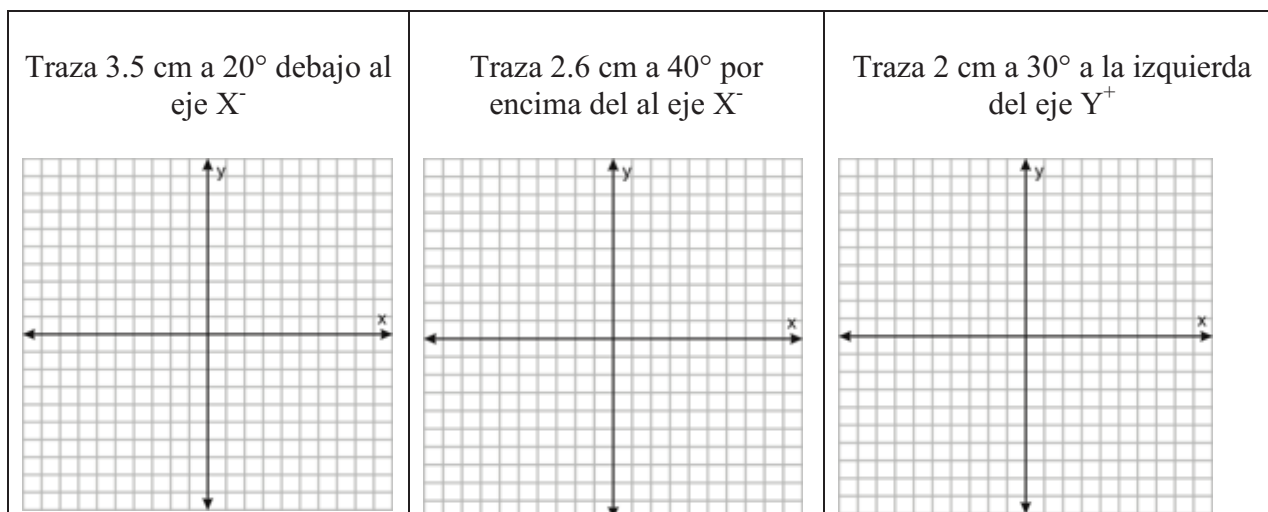 Traza 3.5 cm a 20° debajo al
eje X⁻
Traza 2.6 cm a 40° por
encima del al eje X⁻
Traza 2 cm a 30° a la izquierda
del eje Y⁺
y
x
y
x
y
x